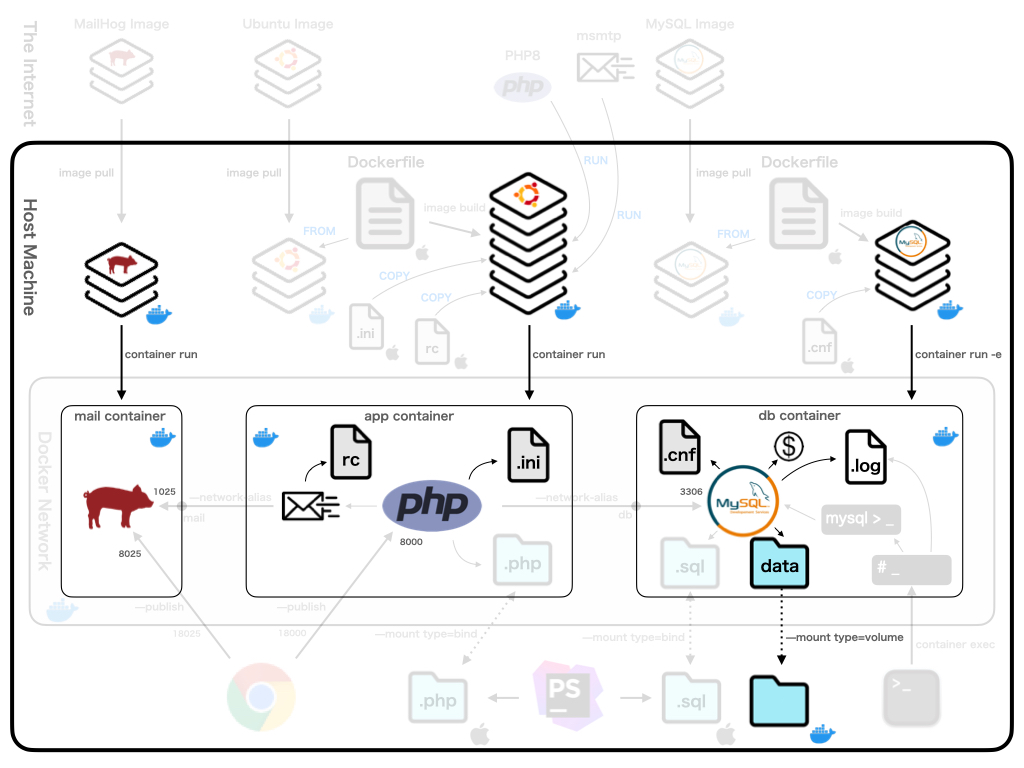 MailHog Image
Ubuntu Image
PHP8
msmtp
MySQL Image
The Internet
php
MySQL
Host Machine
image pull
image pull
Dockerfile
RUN
RUN
image pull
Dockerfile
image build
image build
FROM
FROM
COPY
COPY
COPY
MySQL
MySQL
.ini
rc
.cnf
container run
container run
container run -e
Docker Network
mail container
app container
db container
rc
.ini
.cnf
$
.log
1025
—network-alias
mail
php
8000
—network-alias
db
3306
MySQL
mysql > _
8025
.php
.sql
data
# _
—publish
18025
—publish
18000
—mount type=bind
—mount type=bind
—mount type=volume
container exec
.php
PS
.sql
>_